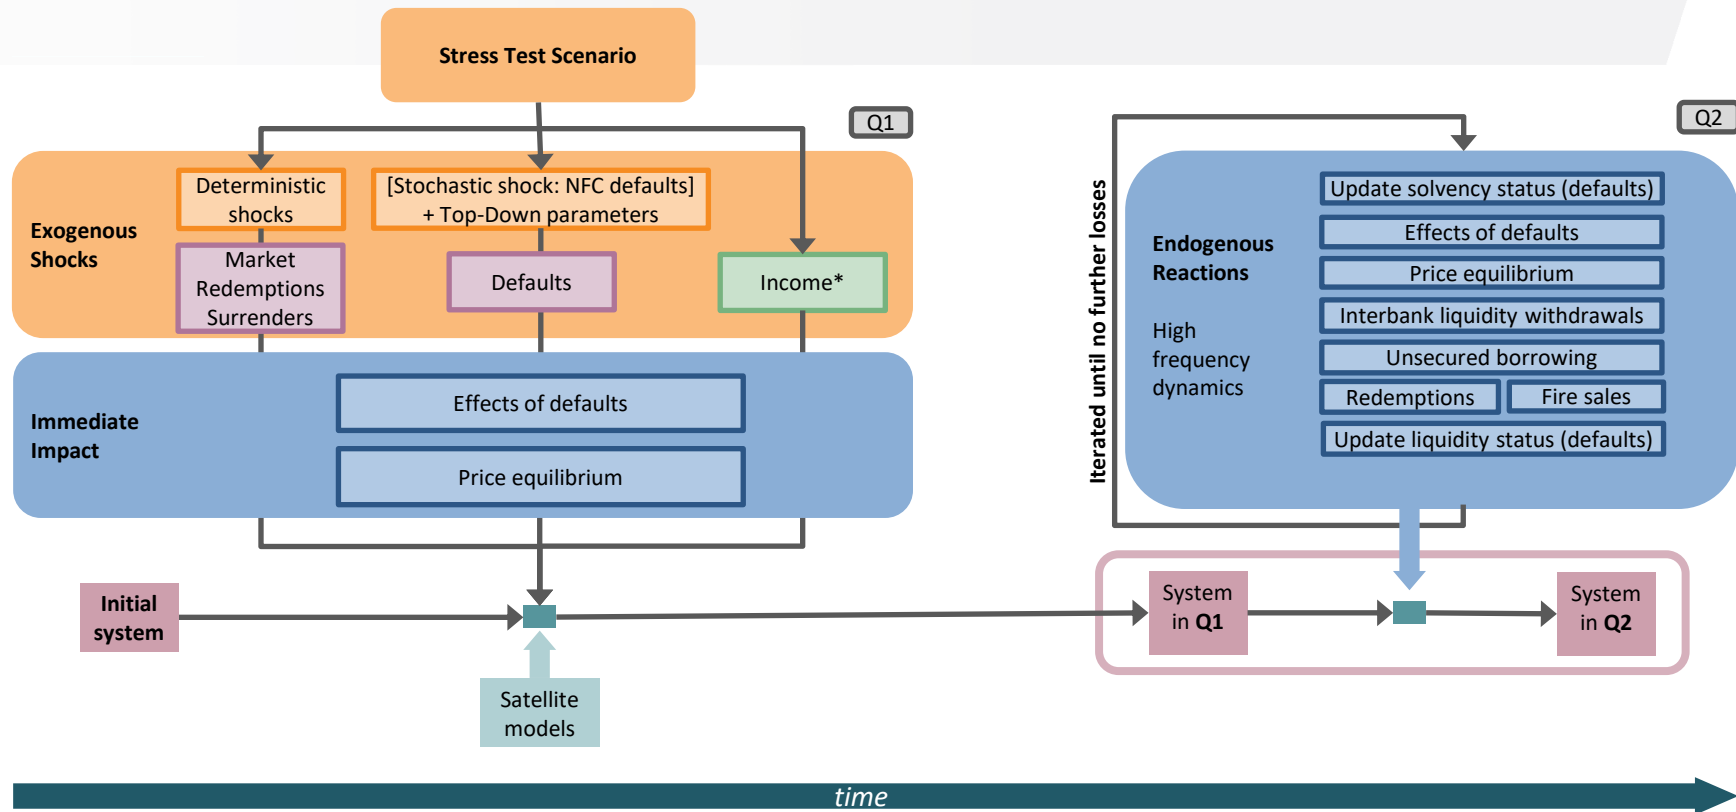 Stress Test Scenario
Q1
Exogenous
Shocks
Deterministic
shocks
[Stochastic shock: NFC defaults]
+ Top-Down parameters
Market
Redemptions
Surrenders
Defaults
Income*
Immediate
Impact
Effects of defaults
Price equilibrium
Initial
system
Satellite
models
Q2
Iterated until no further losses
Endogenous
Reactions
High
frequency
dynamics
Update solvency status (defaults)
Effects of defaults
Price equilibrium
Interbank liquidity withdrawals
Unsecured borrowing
Redemptions
Fire sales
Update liquidity status (defaults)
System
in Q1
System
in Q2
time